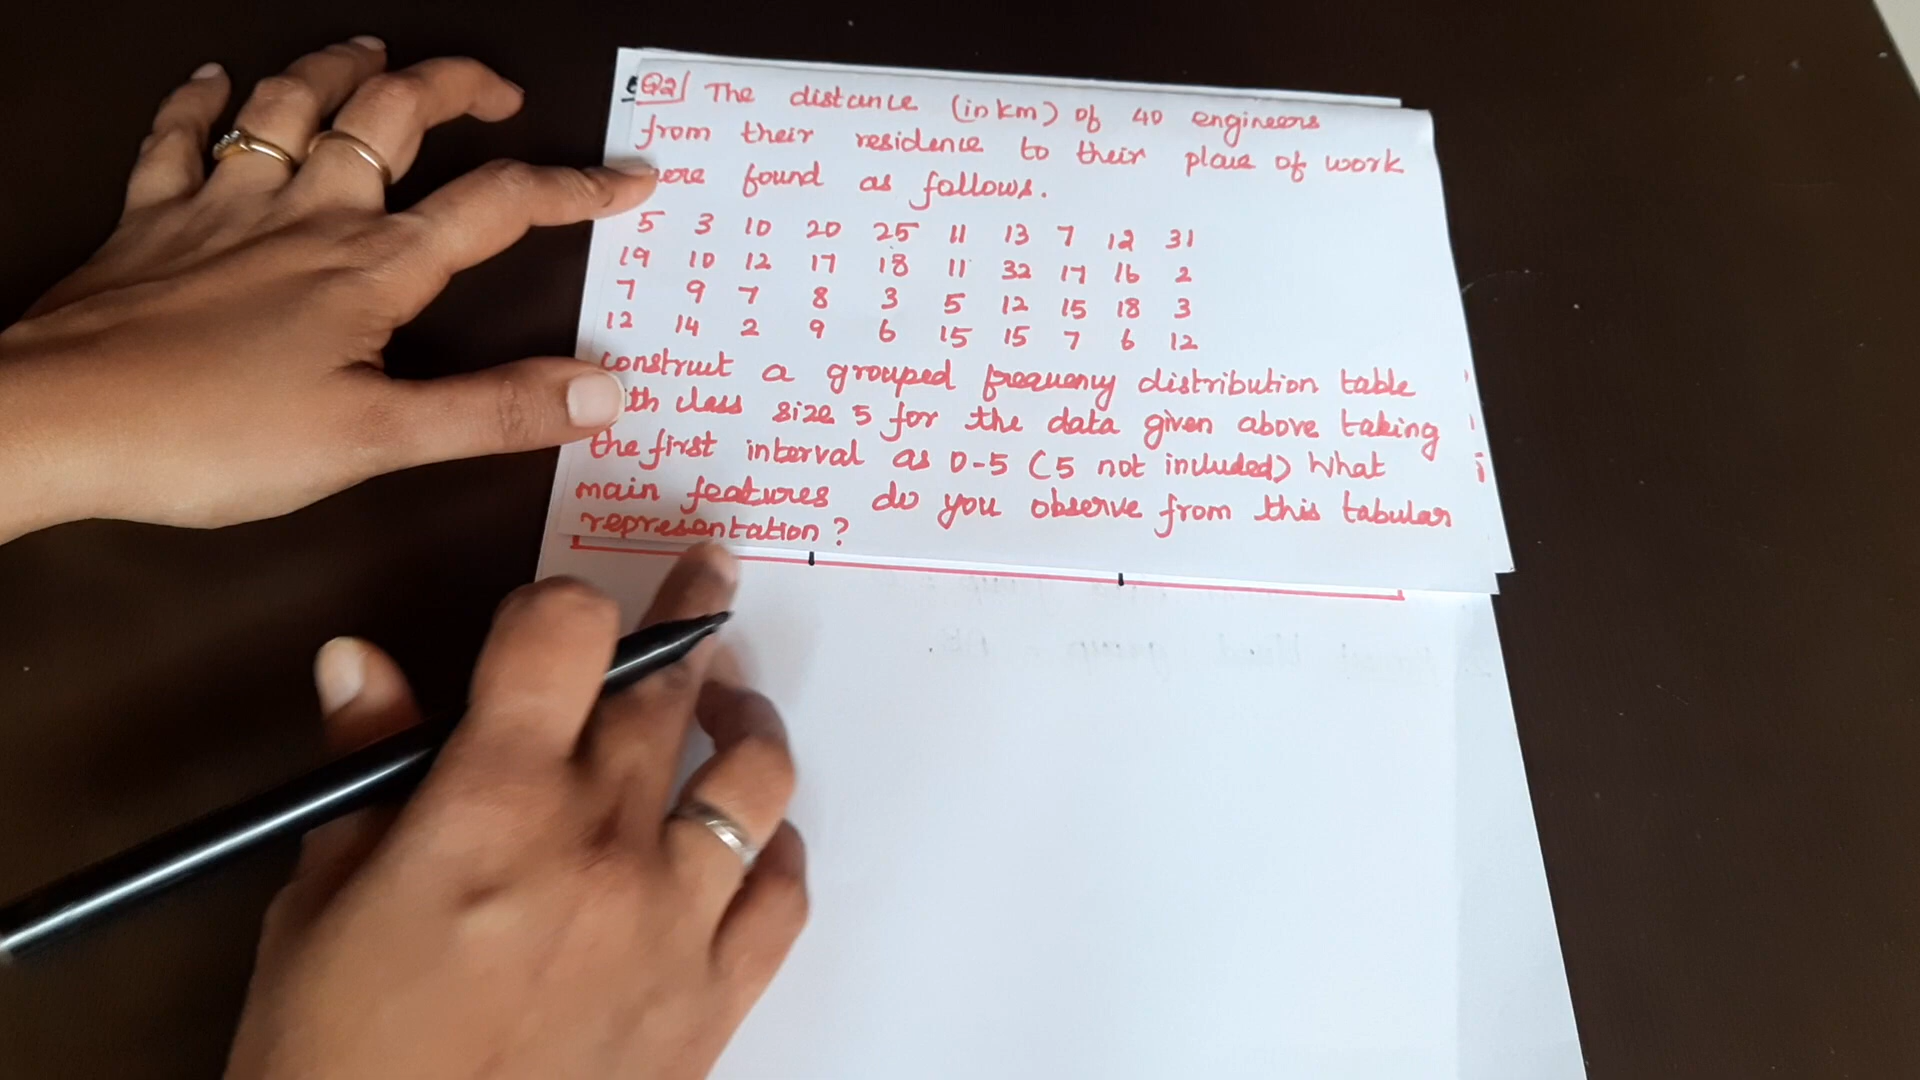 Q2 The distance (in km) of 40 engineers
from their residence to their place of work
were found as follows.
5 3 10 20 25 11 13 7 12 31
19 10 12 17 18 11 32 17 16 2
7 9 7 8 3 5 12 15 18 3
12 14 2 9 6 15 15 7 6 12
construct a grouped frequency distribution table
th class size 5 for the data given above taking
the first interval as 0-5 (5 not included) What
main features do you observe from this tabular
representation?